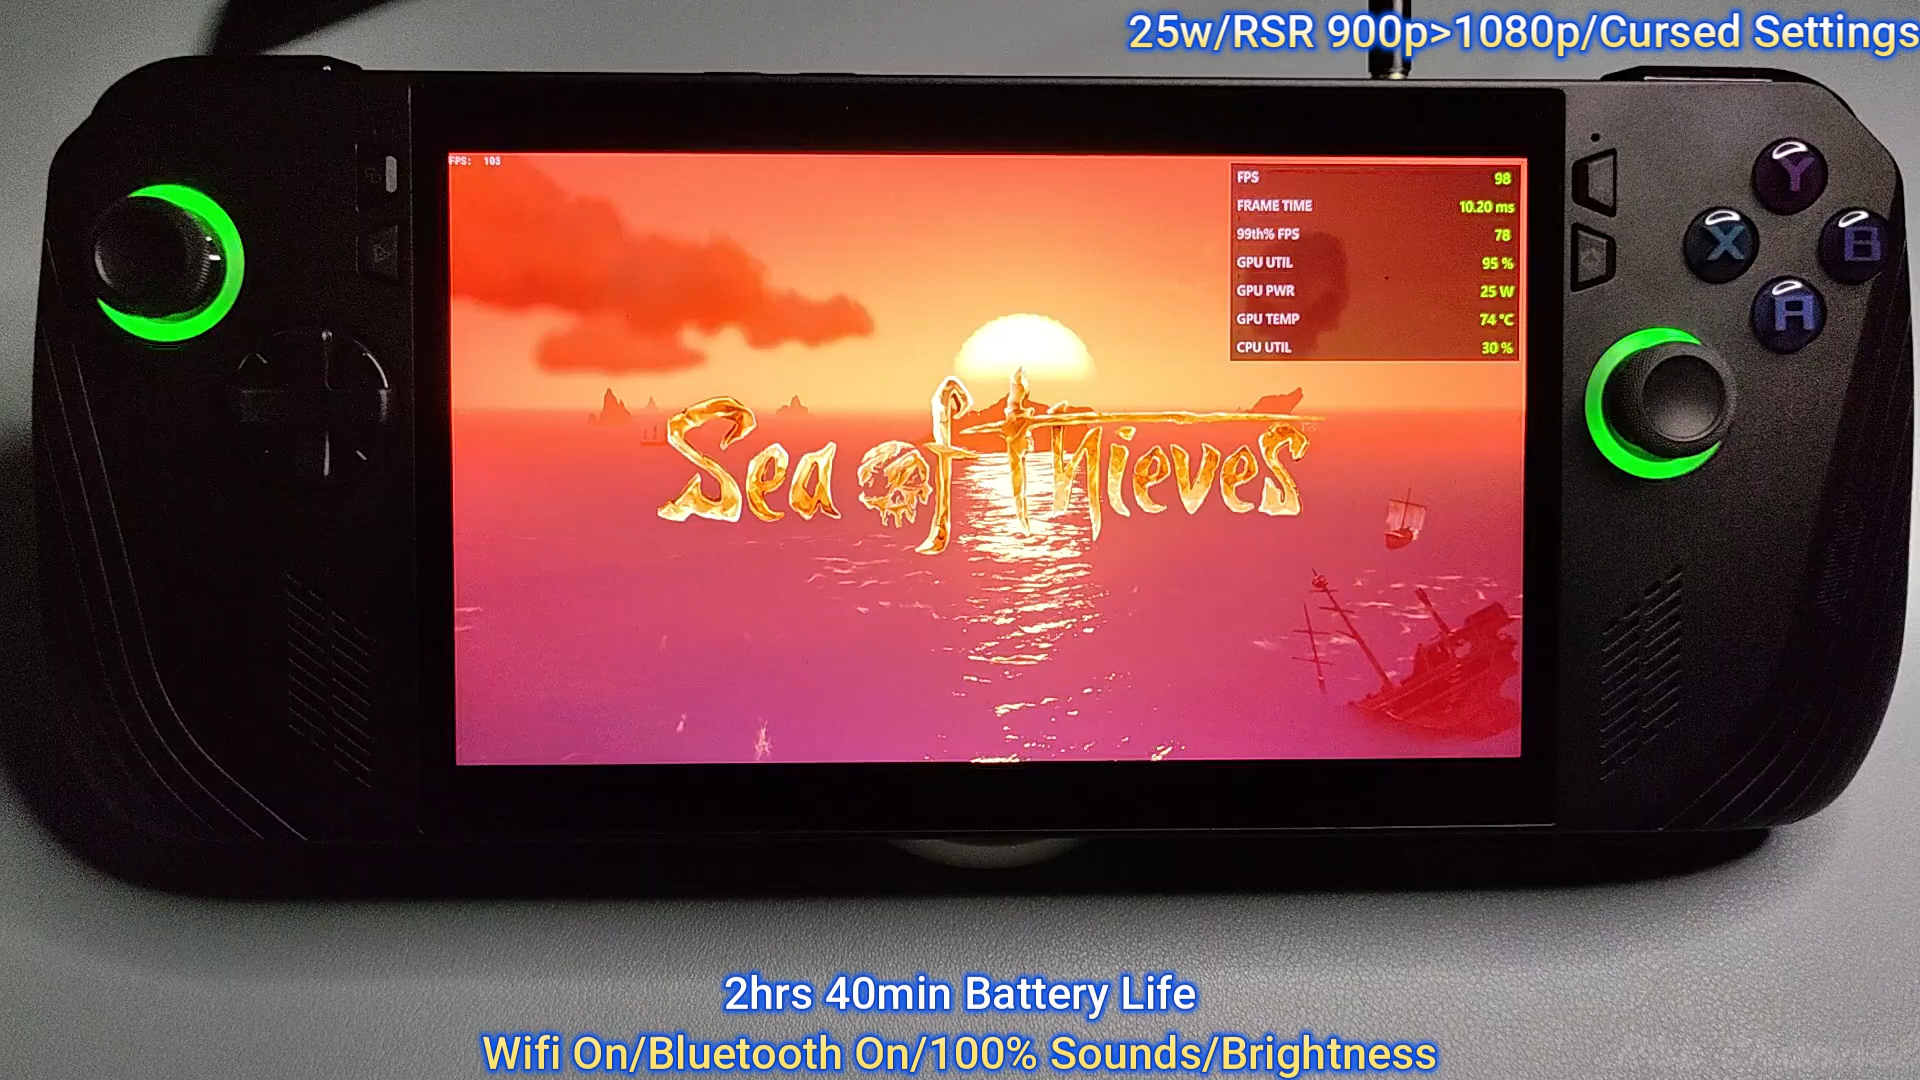 25w/RSR 900p>1080p/Cursed Settings
FPS: 103
FPS 98
FRAME TIME 10.20 ms
99th% FPS 78
GPU UTIL 95 %
GPU PWR 25 W
GPU TEMP 74 °C
CPU UTIL 30 %
Y
X
B
A
Sea of Thieves
2hrs 40min Battery Life
Wifi On/Bluetooth On/100% Sounds/Brightness